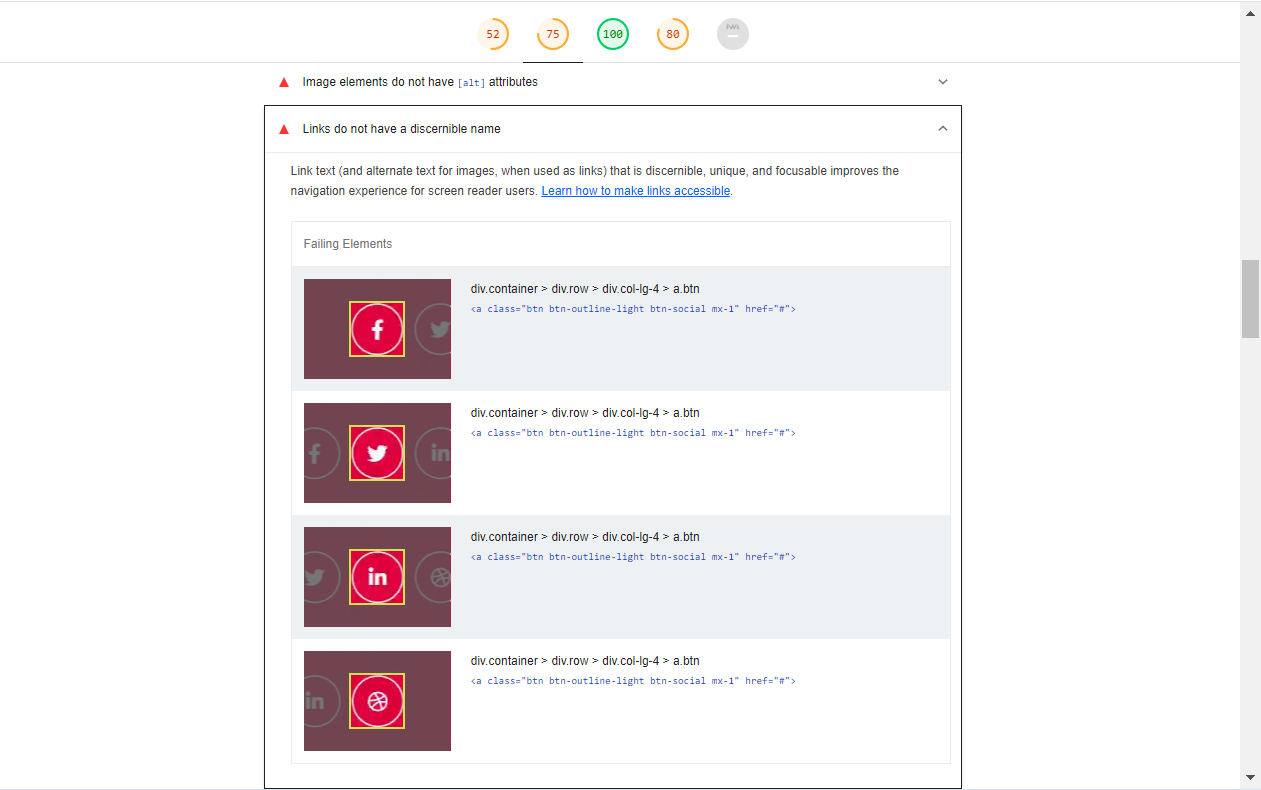 52 75 100 80 PWA
Image elements do not have [alt] attributes
Links do not have a discernible name
Link text (and alternate text for images, when used as links) that is discernible, unique, and focusable improves the
navigation experience for screen reader users. Learn how to make links accessible.
Failing Elements
div.container > div.row > div.col-lg-4 > a.btn
<a class="btn btn-outline-light btn-social mx-1" href="#">
f
div.container > div.row > div.col-lg-4 > a.btn
<a class="btn btn-outline-light btn-social mx-1" href="#">
f in
div.container > div.row > div.col-lg-4 > a.btn
<a class="btn btn-outline-light btn-social mx-1" href="#">
in
div.container > div.row > div.col-lg-4 > a.btn
<a class="btn btn-outline-light btn-social mx-1" href="#">
in